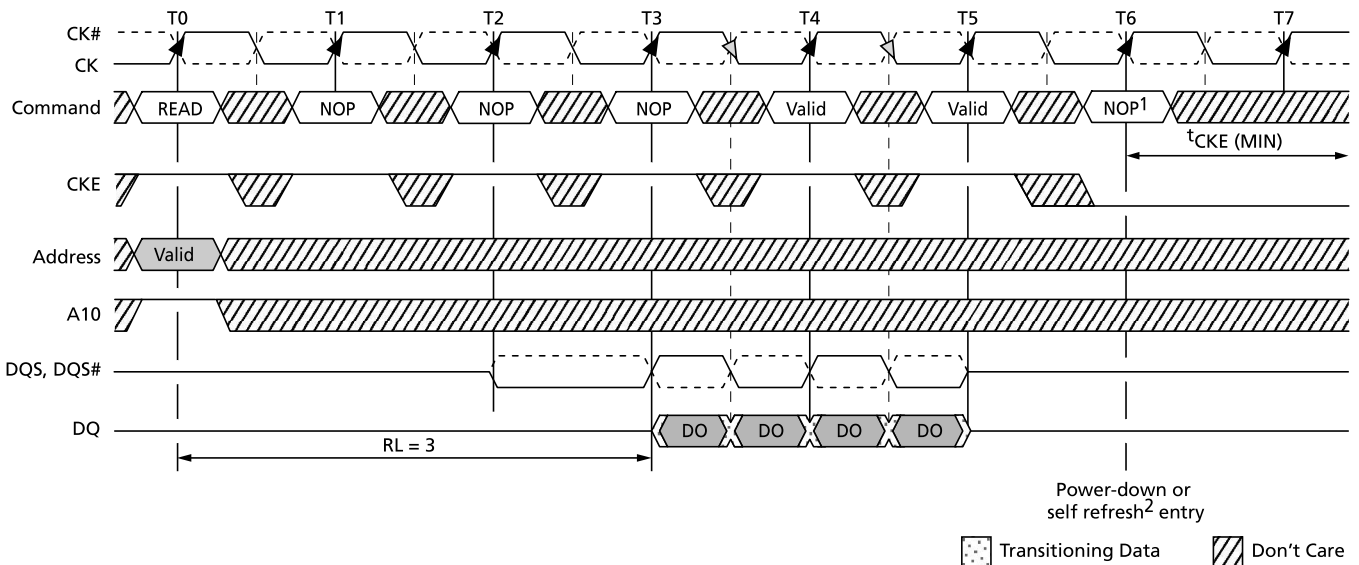 T0 T1 T2 T3 T4 T5 T6 T7
CK#
CK
Command READ NOP NOP NOP Valid Valid NOP1
tCKE (MIN)
CKE
Address Valid
A10
DQS, DQS#
DQ DO DO DO DO
RL = 3
Power-down or
self refresh2 entry
Transitioning Data Don't Care